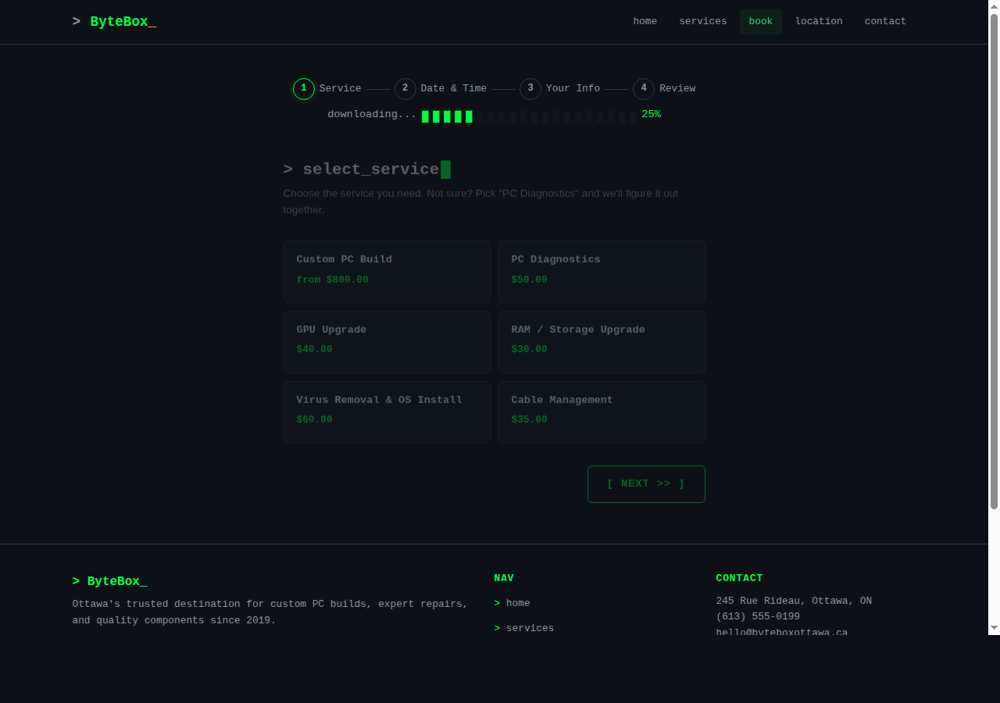 > ByteBox_
home services book location contact
1 Service 2 Date & Time 3 Your Info 4 Review
downloading... 25%
> select_service
Choose the service you need. Not sure? Pick "PC Diagnostics" and we'll figure it out
together.
Custom PC Build
from $800.00
PC Diagnostics
$50.00
GPU Upgrade
$40.00
RAM / Storage Upgrade
$30.00
Virus Removal & OS Install
$60.00
Cable Management
$35.00
[ NEXT >> ]
> ByteBox_
Ottawa's trusted destination for custom PC builds, expert repairs,
and quality components since 2019.
NAV
> home
> services
CONTACT
245 Rue Rideau, Ottawa, ON
(613) 555-0199
hello@byteboxottawa.ca